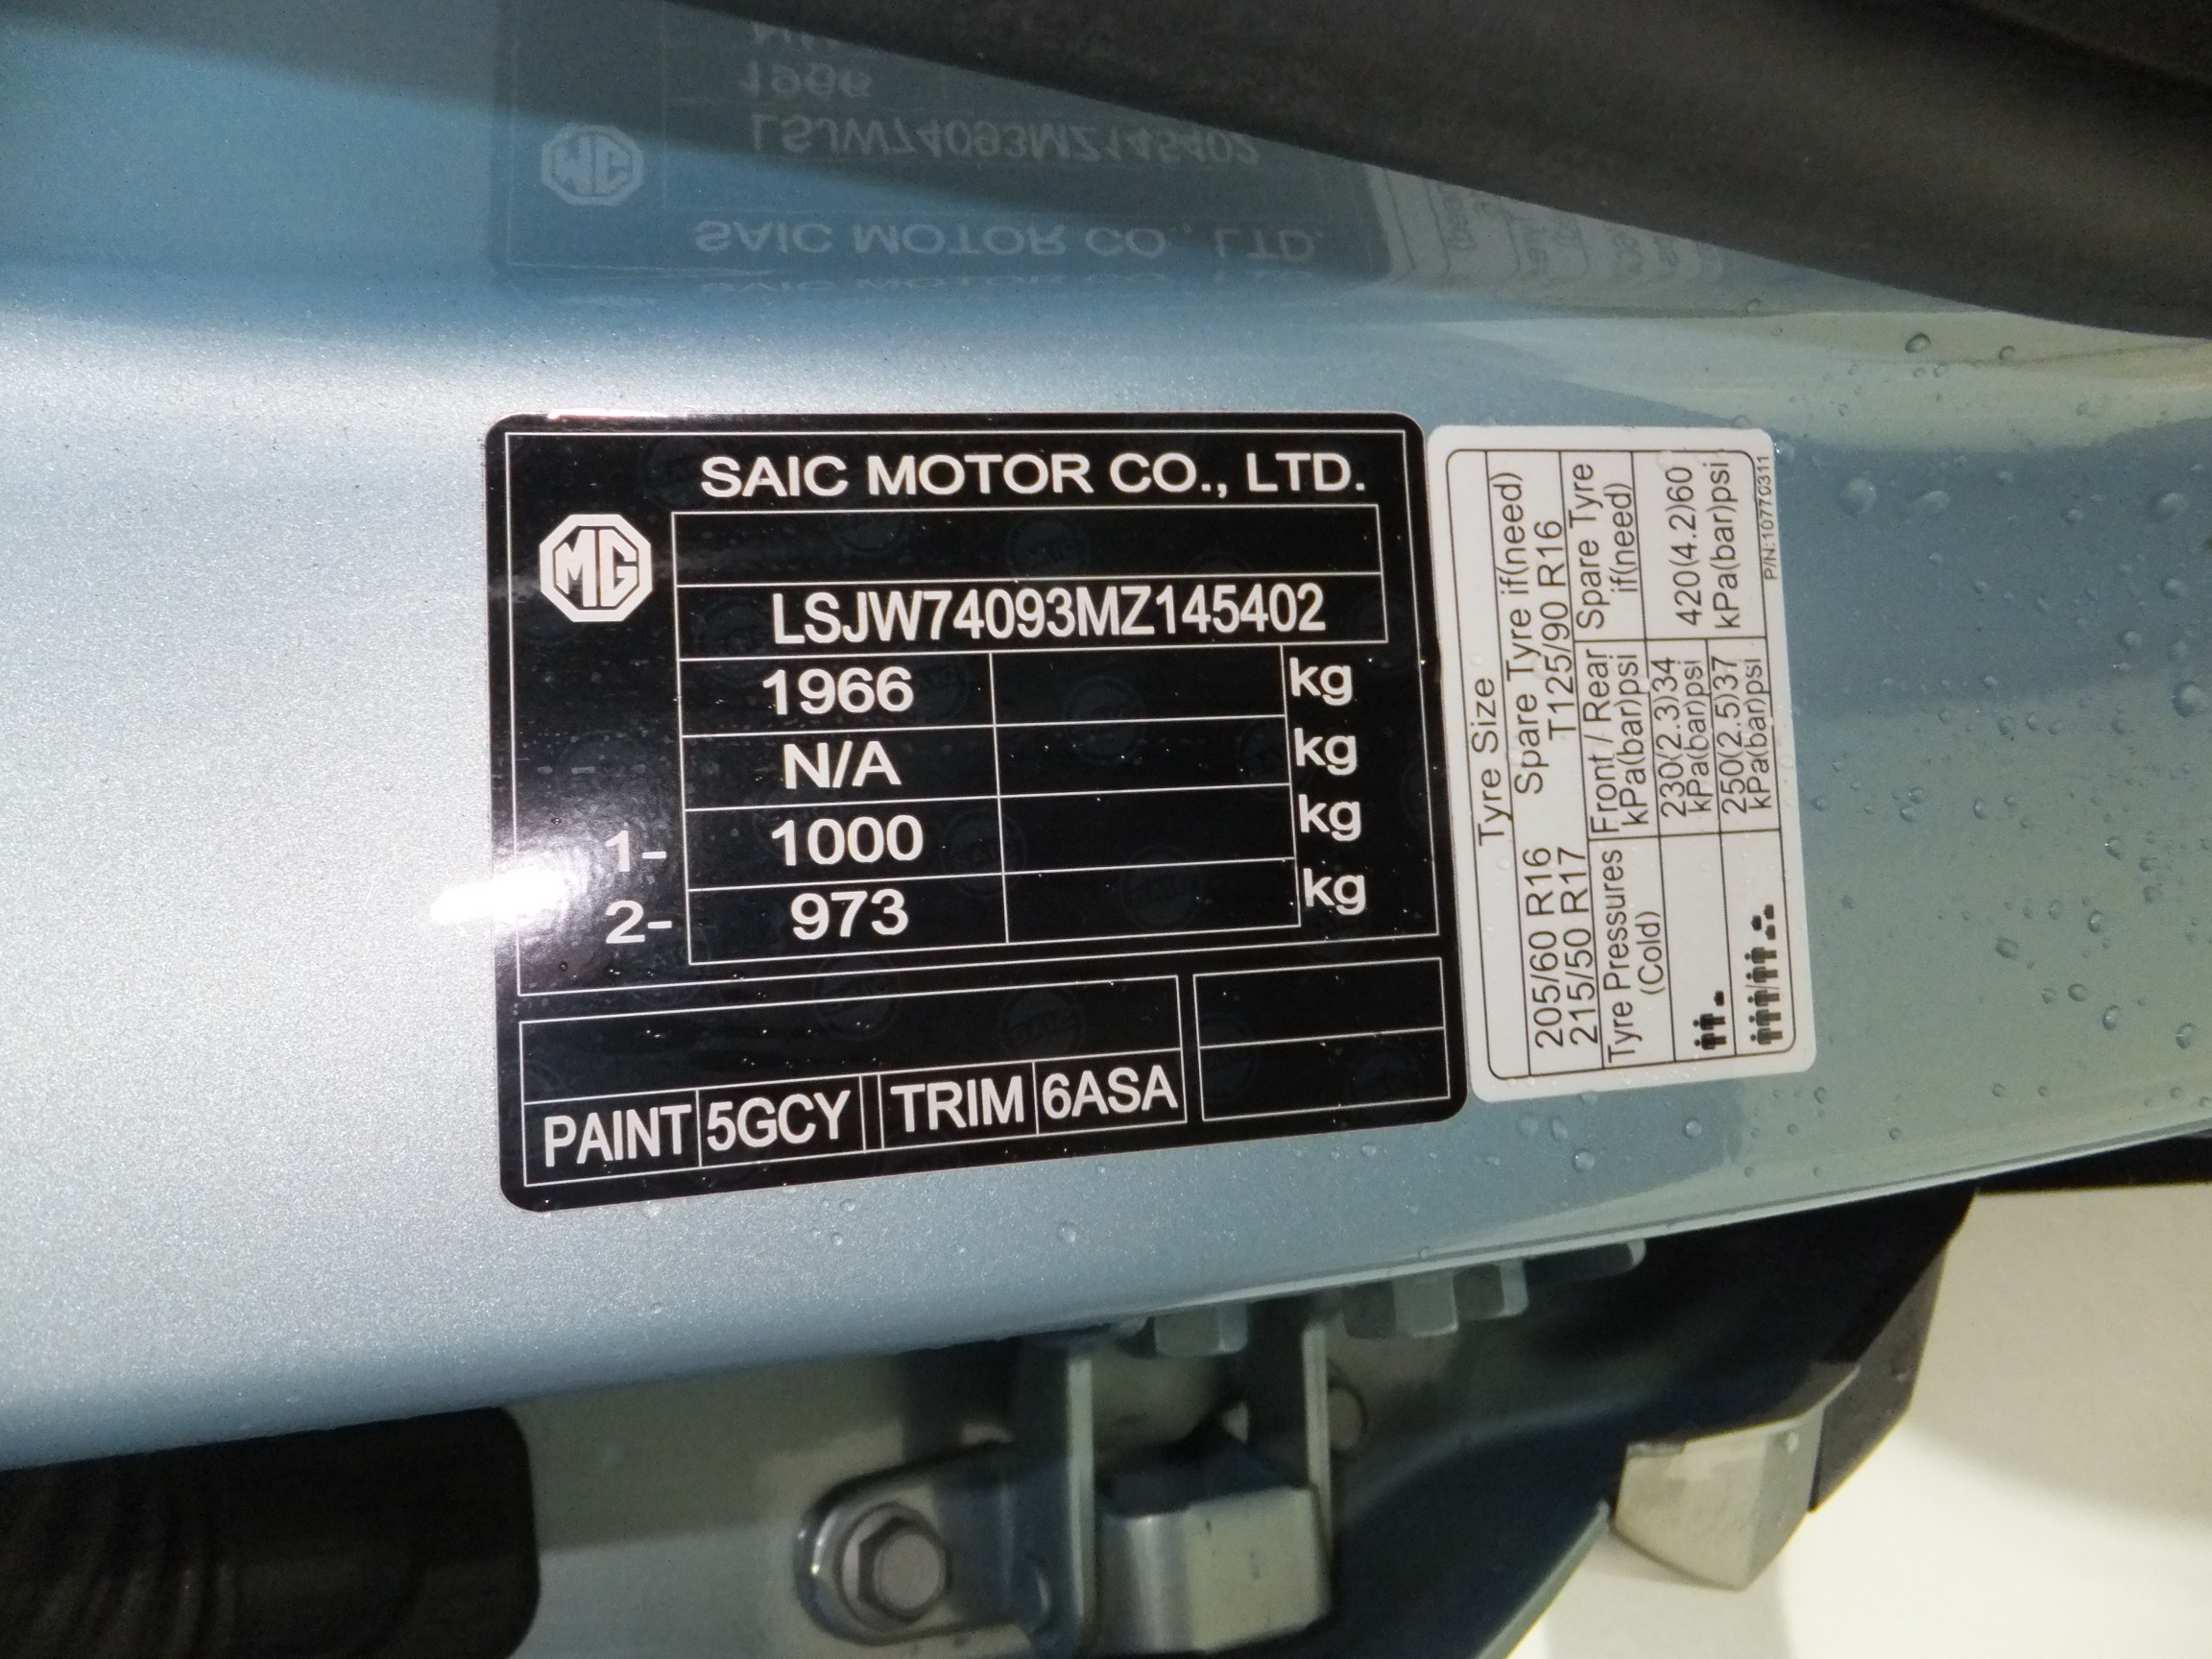 SAIC MOTOR CO., LTD.
MG
LSJW74093MZ145402
1966 kg
N/A kg
1- 1000 kg
2- 973 kg
PAINT 5GCY TRIM 6ASA
Tyre Size
205/60 R16 Spare Tyre if(need)
215/50 R17 T125/90 R16
Tyre Pressures (Cold)
Front / Rear kPa(bar)psi
Spare Tyre if(need)
230(2.3)34 kPa(bar)psi
250(2.5)37 kPa(bar)psi
420(4.2)60 kPa(bar)psi
P/N:10770311